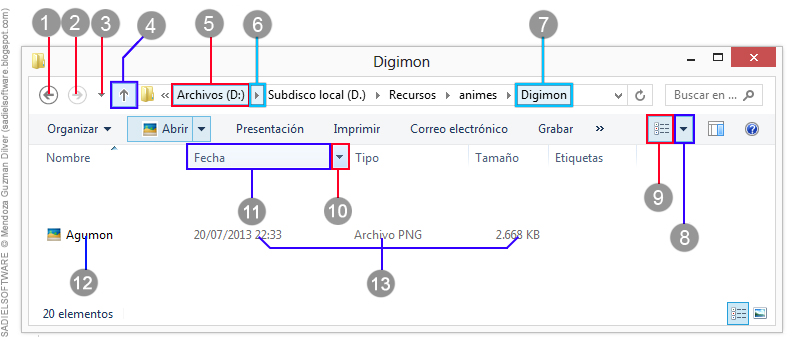 1 2 3 4 5 6 7
Digimon
« Archivos (D:) Subdisco local (D.) Recursos animes Digimon Buscar en ...
Organizar Abrir Presentación Imprimir Correo electrónico Grabar »
Nombre Fecha Tipo Tamaño Etiquetas
11 10 9 8
Agumon 20/07/2013 22:33 Archivo PNG 2.668 KB
12 13
20 elementos
SADIELSOFTWARE © Mendoza Guzman Dilver (sadielsoftware.blogspot.com)